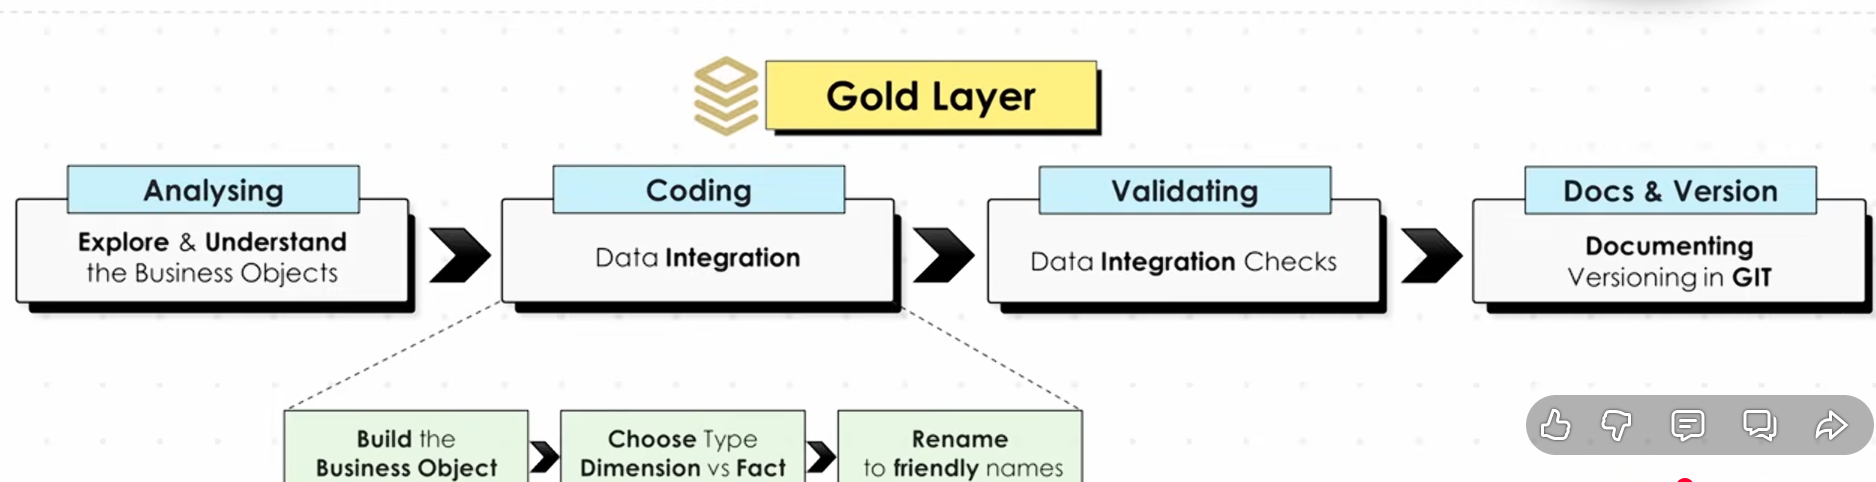 Gold Layer
Analysing
Explore & Understand
the Business Objects
Coding
Data Integration
Validating
Data Integration Checks
Docs & Version
Documenting
Versioning in GIT
Build the
Business Object
Choose Type
Dimension vs Fact
Rename
to friendly names